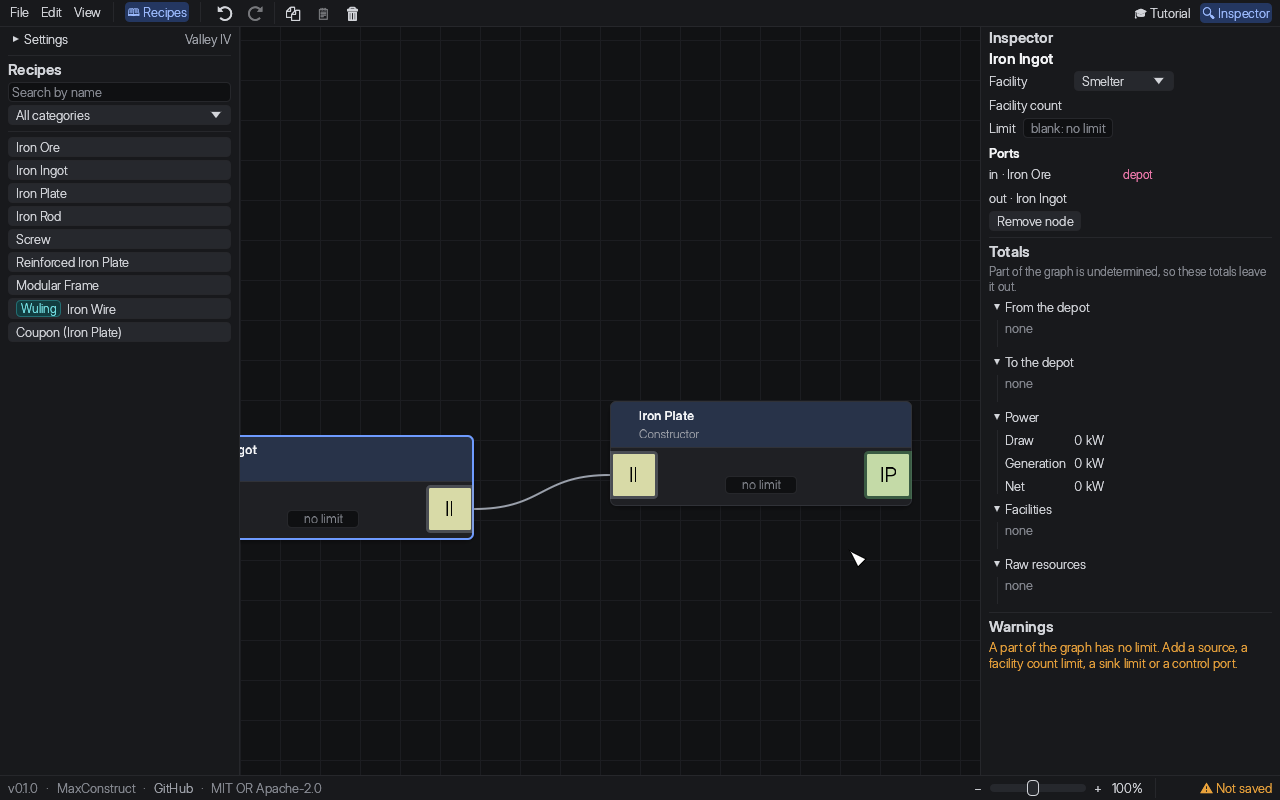 File Edit View Recipes Tutorial Inspector
Settings Valley IV
Recipes
Search by name
All categories
Iron Ore
Iron Ingot
Iron Plate
Iron Rod
Screw
Reinforced Iron Plate
Modular Frame
Wuling Iron Wire
Coupon (Iron Plate)
got
no limit
II
Iron Plate
Constructor
II
no limit
IP
Inspector
Iron Ingot
Facility Smelter
Facility count
Limit blank: no limit
Ports
in · Iron Ore depot
out · Iron Ingot
Remove node
Totals
Part of the graph is undetermined, so these totals leave
it out.
From the depot
none
To the depot
none
Power
Draw 0 kW
Generation 0 kW
Net 0 kW
Facilities
none
Raw resources
none
Warnings
A part of the graph has no limit. Add a source, a
facility count limit, a sink limit or a control port.
v0.1.0 · MaxConstruct · GitHub · MIT OR Apache-2.0 − + 100% Not saved